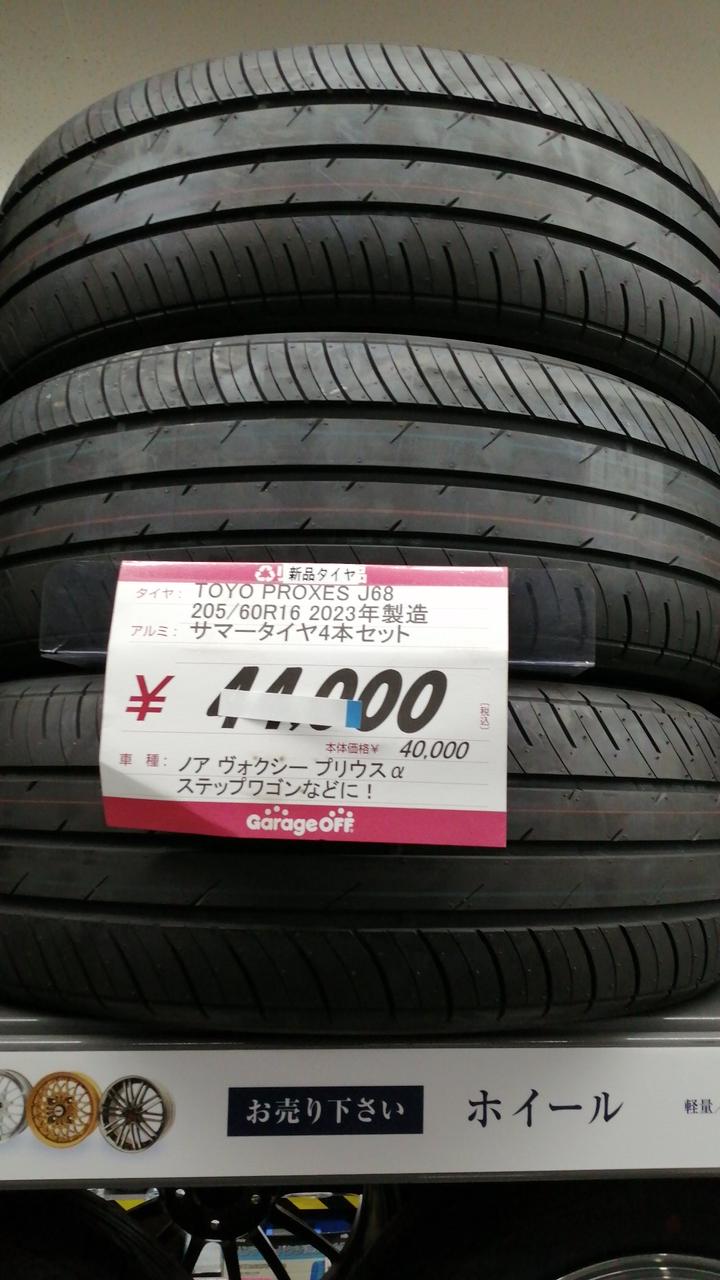 新品タイヤ
タイヤ： TOYO PROXES J68
205/60R16 2023年製造
アルミ： サマータイヤ4本セット
¥ 44,000 (税込)
本体価格¥ 40,000
車 種： ノア ヴォクシー プリウスα
ステップワゴンなどに！
GarageOFF
お売り下さい ホイール 軽量